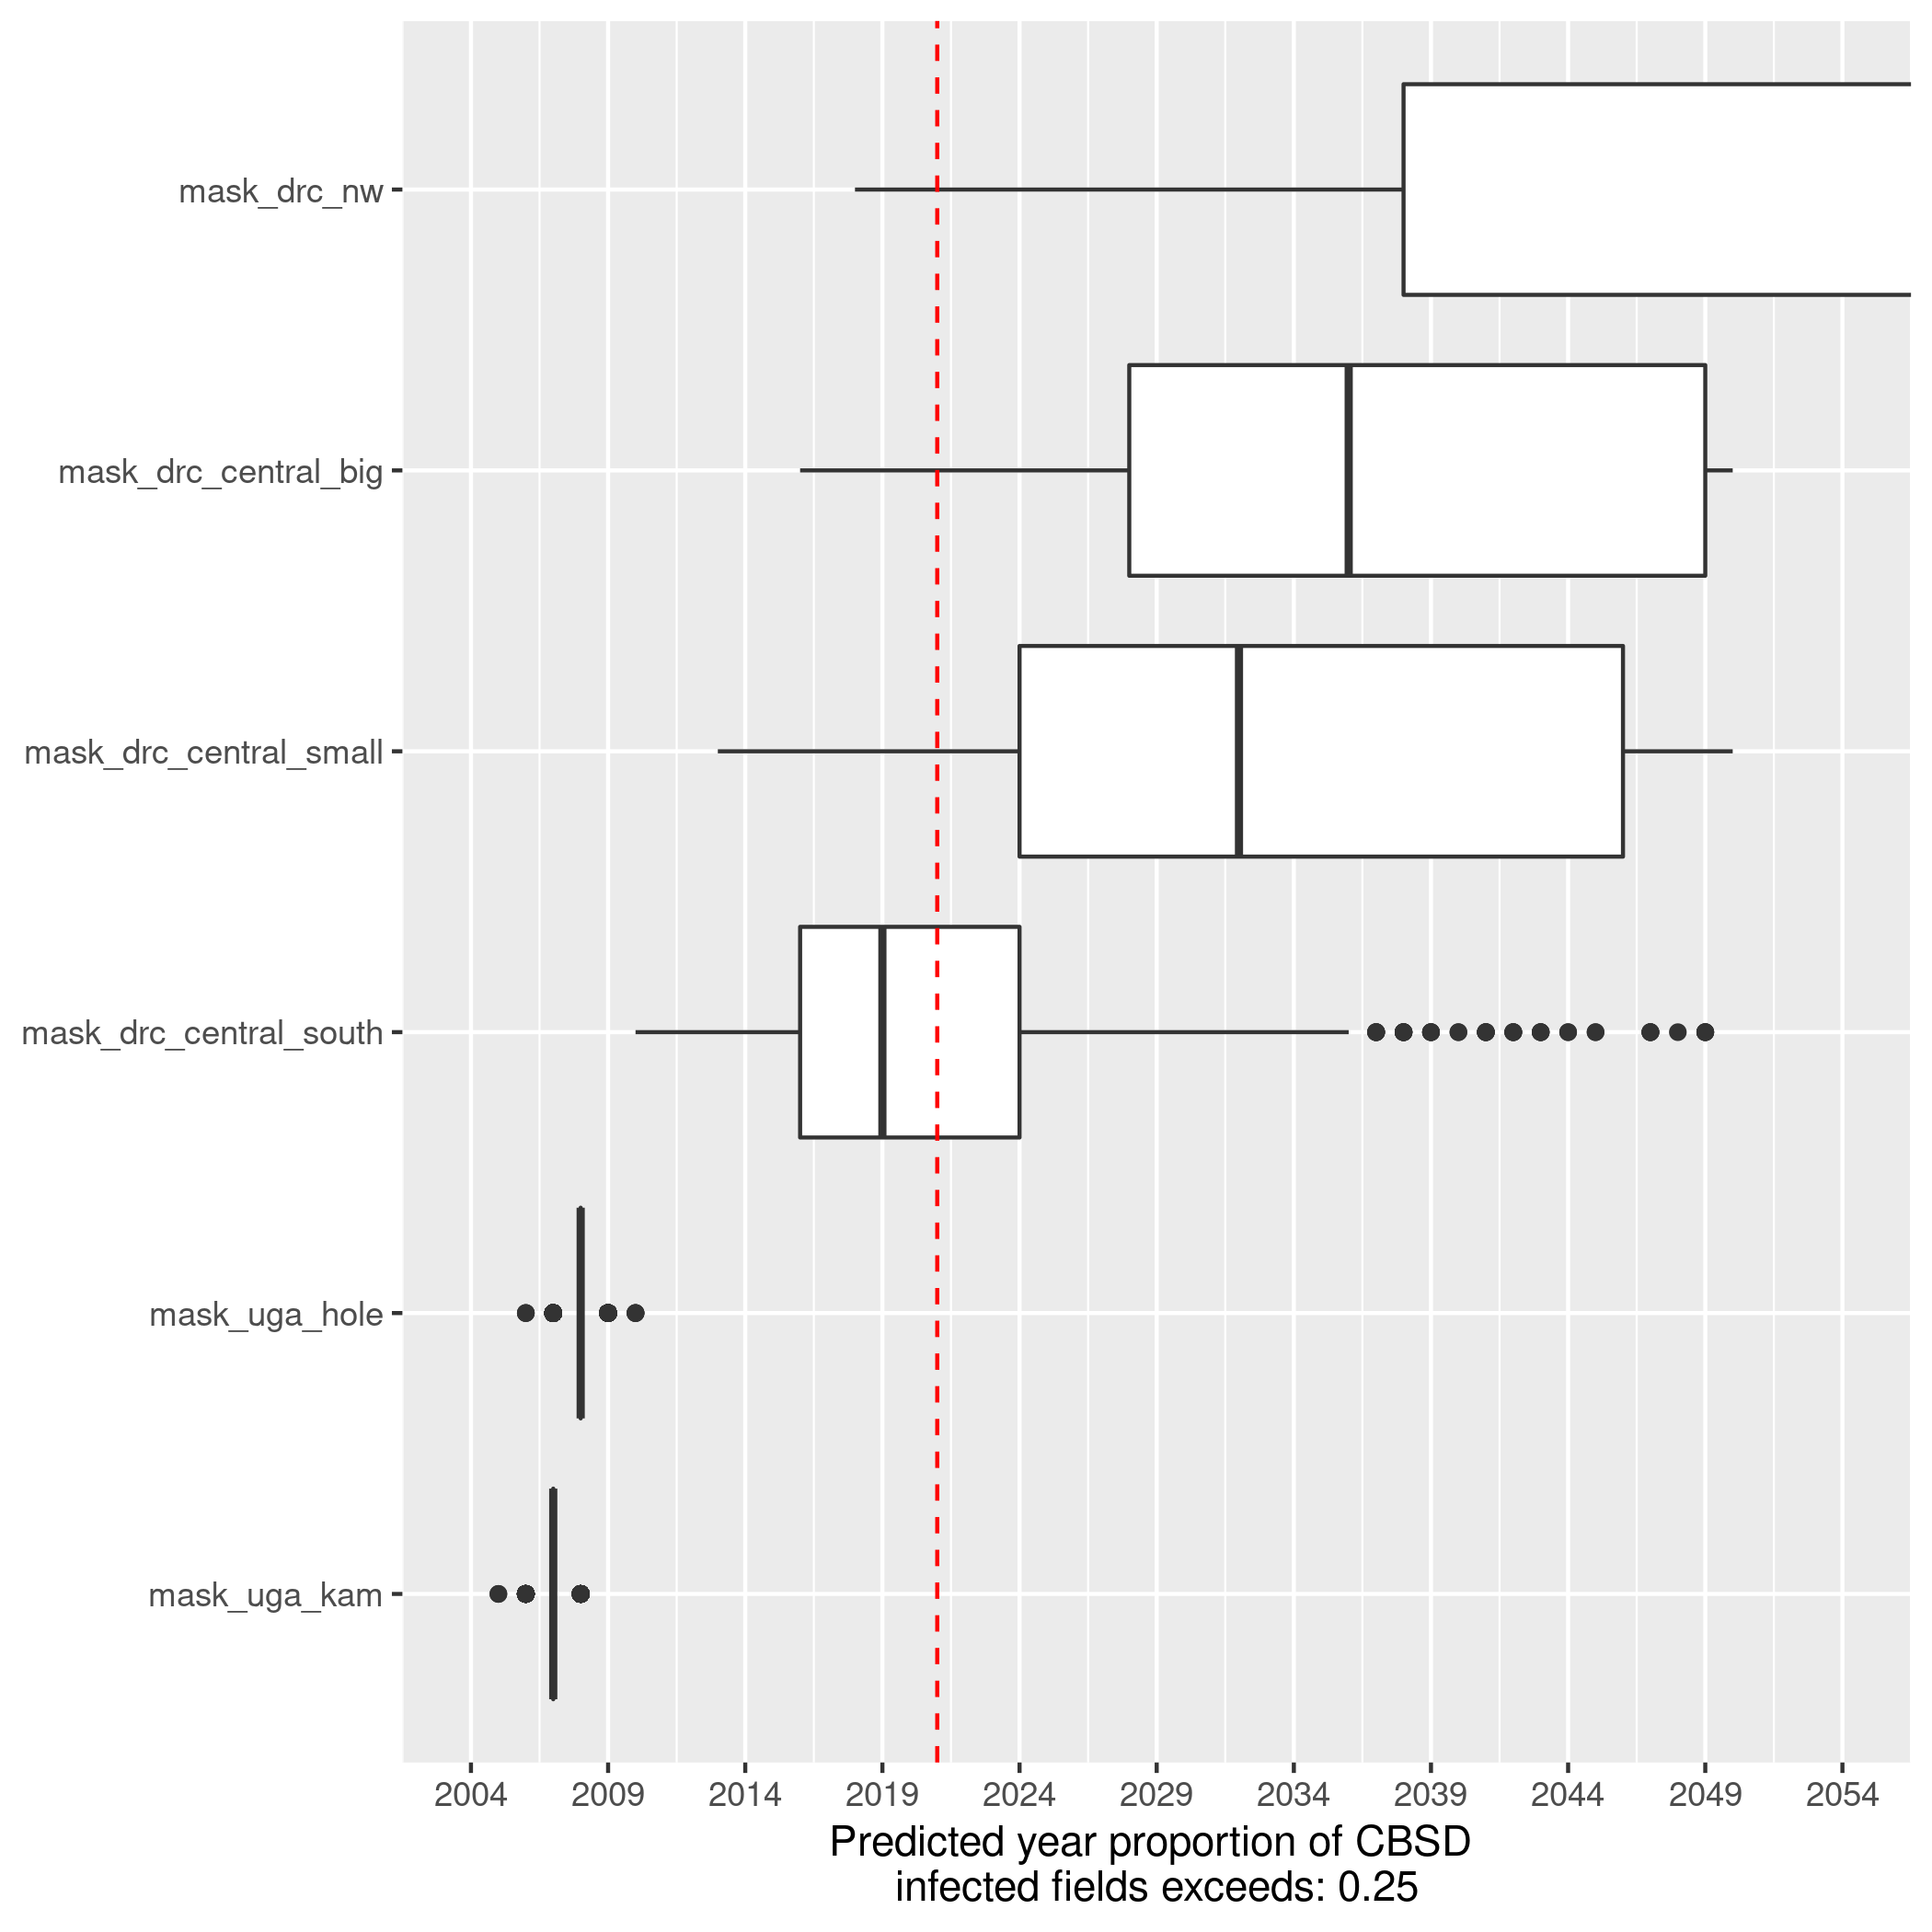 mask_drc_nw
mask_drc_central_big
mask_drc_central_small
mask_drc_central_south
mask_uga_hole
mask_uga_kam
2004 2009 2014 2019 2024 2029 2034 2039 2044 2049 2054
Predicted year proportion of CBSD
infected fields exceeds: 0.25